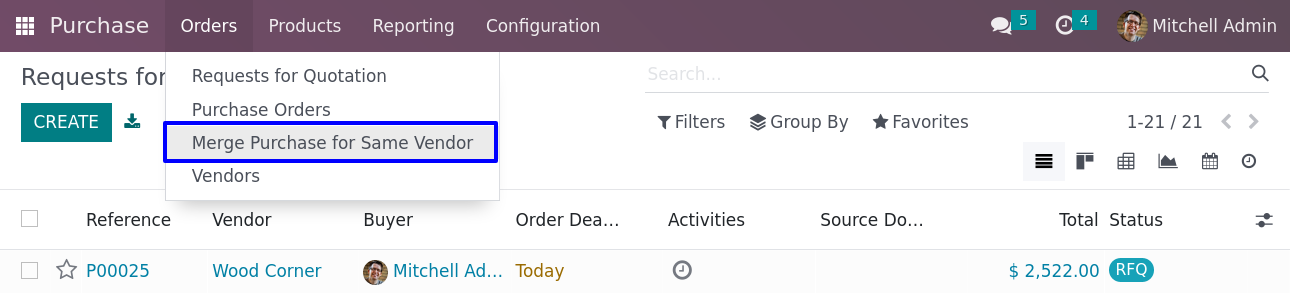 Purchase Orders Products Reporting Configuration 5 4 Mitchell Admin
Requests for
Search...
Requests for Quotation
Purchase Orders
Merge Purchase for Same Vendor
Vendors
CREATE
Filters Group By Favorites 1-21 / 21
Reference Vendor Buyer Order Dea... Activities Source Do... Total Status
P00025 Wood Corner Mitchell Ad... Today $ 2,522.00 RFQ